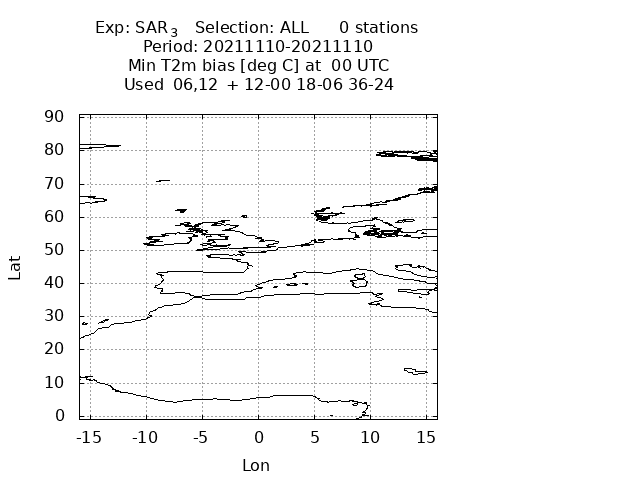 Exp: SAR₃ Selection: ALL 0 stations
Period: 20211110-20211110
Min T2m bias [deg C] at 00 UTC
Used 06,12 + 12-00 18-06 36-24
90
80
70
60
50
40
30
20
10
0
Lat
-15 -10 -5 0 5 10 15
Lon